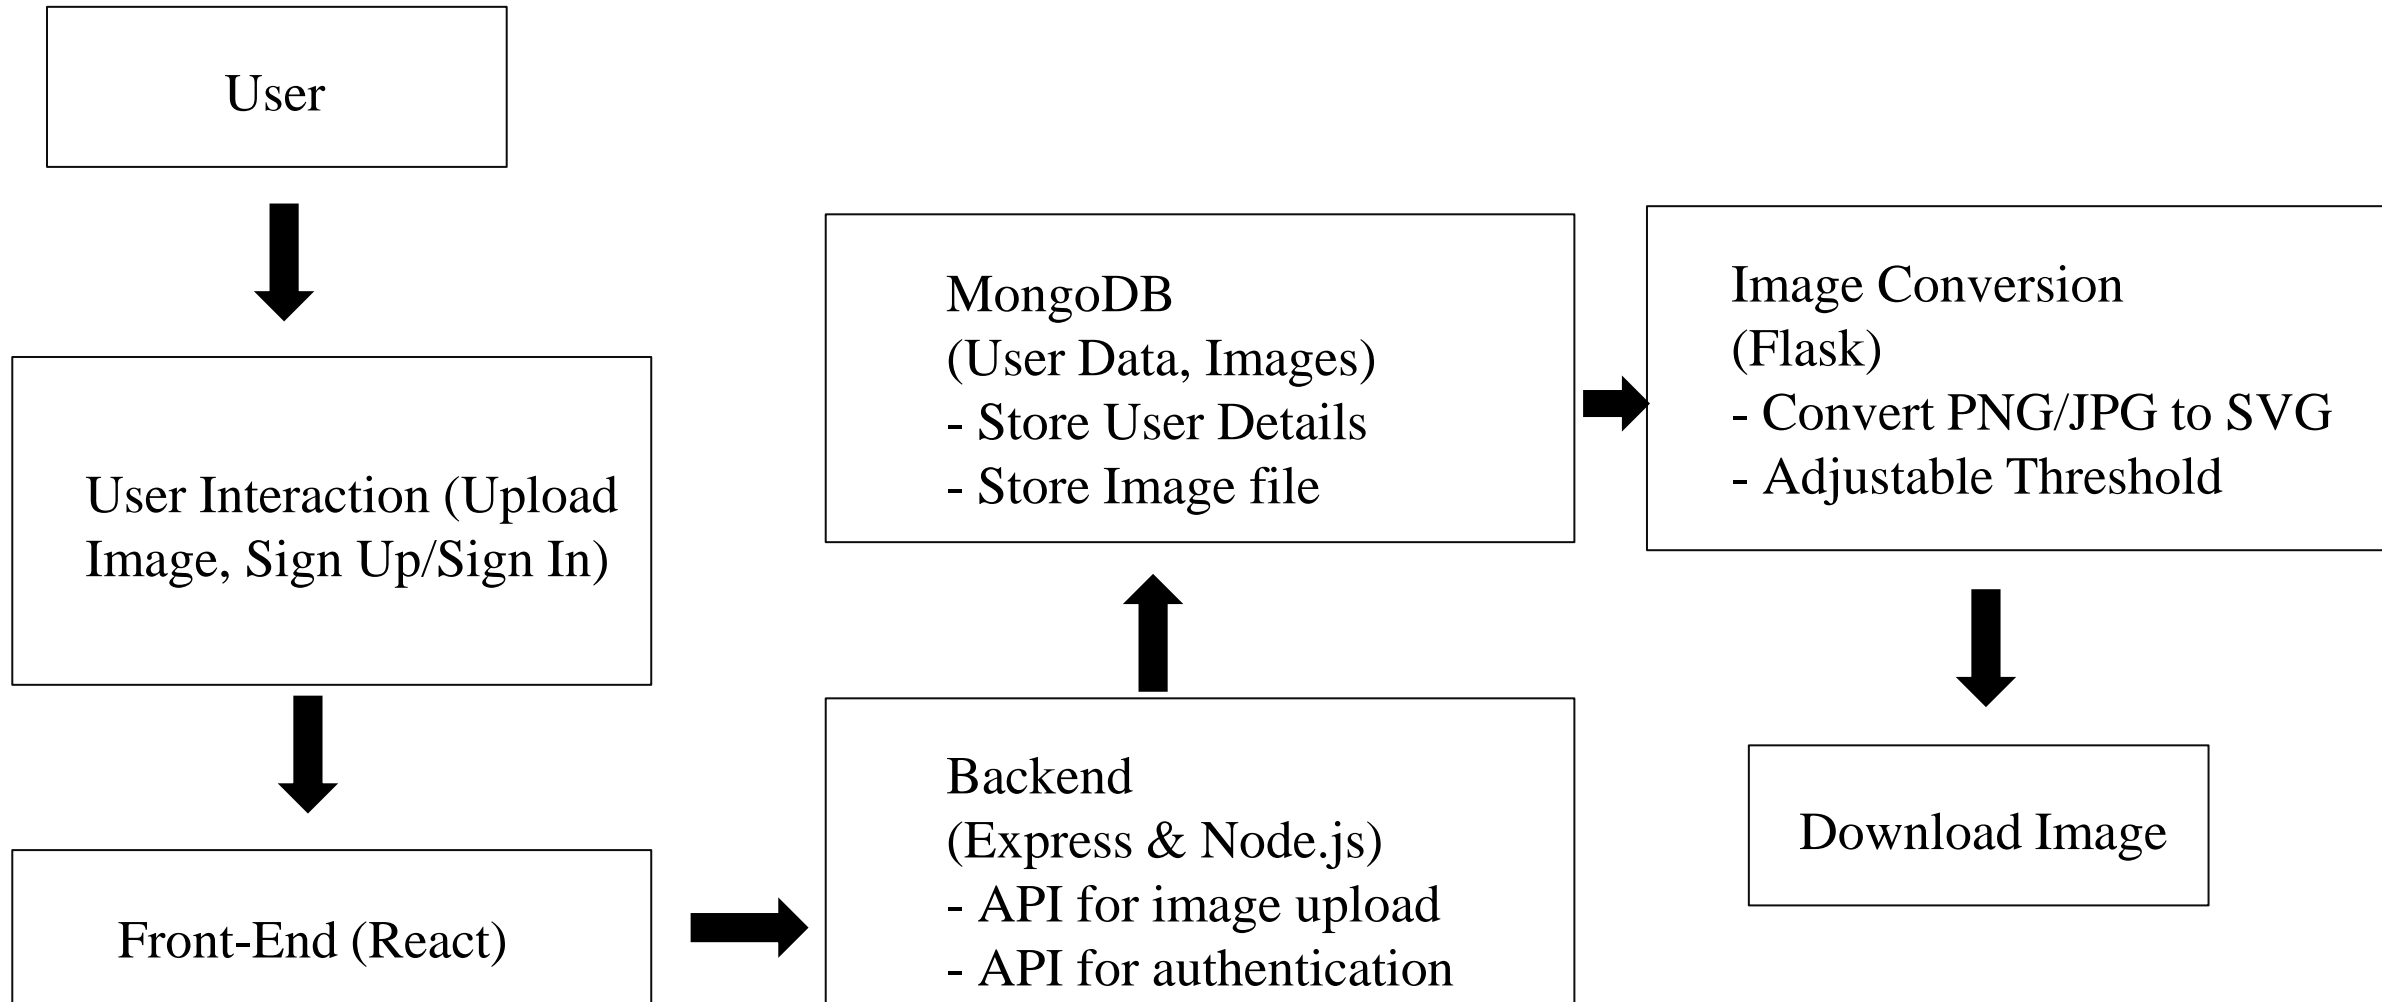 User
User Interaction (Upload
Image, Sign Up/Sign In)
Front-End (React)
Backend
(Express & Node.js)
- API for image upload
- API for authentication
MongoDB
(User Data, Images)
- Store User Details
- Store Image file
Image Conversion
(Flask)
- Convert PNG/JPG to SVG
- Adjustable Threshold
Download Image